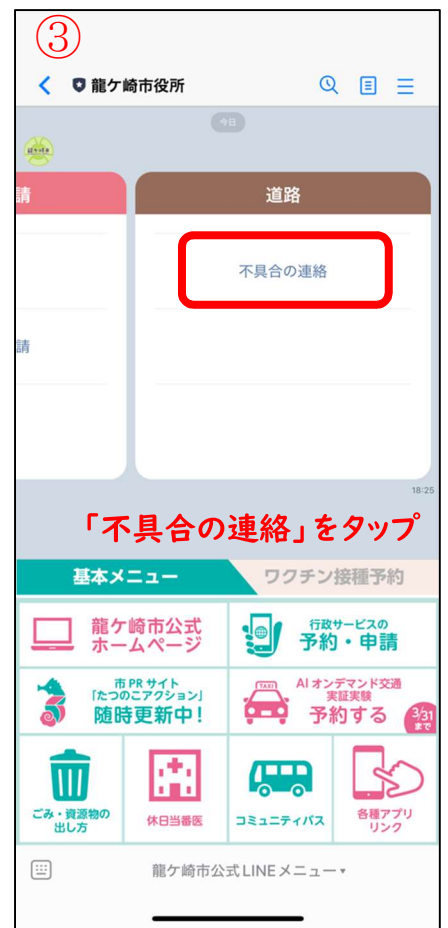 ③
龍ケ崎市役所
今日
請
道路
不具合の連絡
請
18:25
「不具合の連絡」をタップ
基本メニュー
ワクチン接種予約
龍ケ崎市公式
ホームページ
行政サービスの
予約・申請
市PRサイト
「たつのこアクション」
随時更新中!
TAXI
AIオンデマンド交通
実証実験
予約する
3/31
まで
ごみ・資源物の
出し方
休日当番医
コミュニティバス
各種アプリ
リンク
龍ケ崎市公式LINEメニュー▾